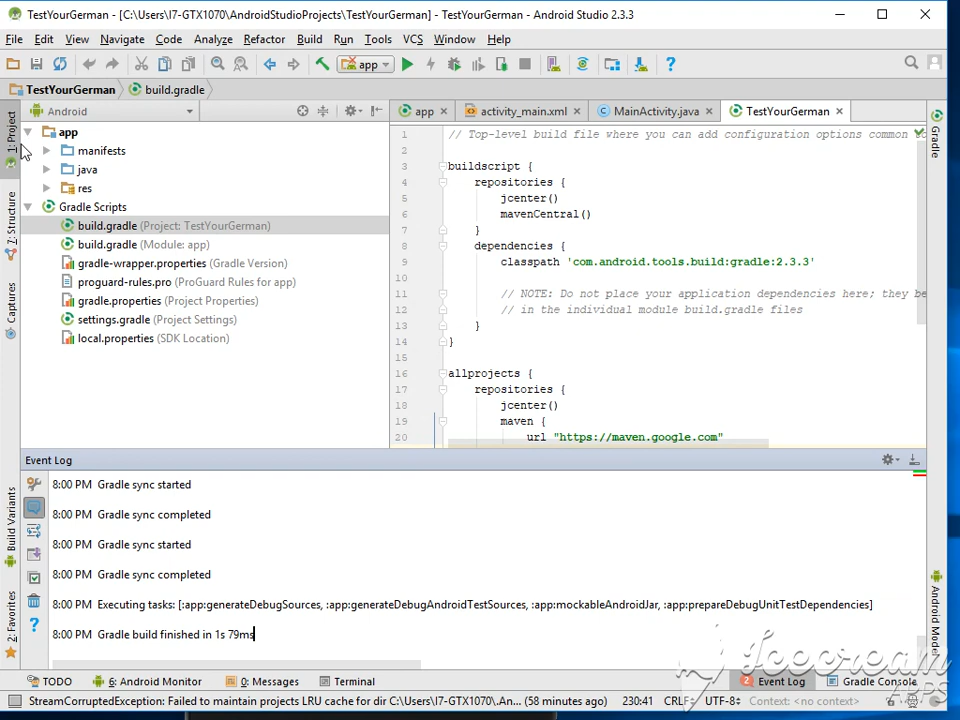 TestYourGerman - [C:\Users\I7-GTX1070\AndroidStudioProjects\TestYourGerman] - TestYourGerman - Android Studio 2.3.3
File Edit View Navigate Code Analyze Refactor Build Run Tools VCS Window Help
app
TestYourGerman build.gradle
Android
app activity_main.xml MainActivity.java TestYourGerman
1: Project
7: Structure
Captures
Build Variants
2: Favorites
app
manifests
java
res
Gradle Scripts
build.gradle (Project: TestYourGerman)
build.gradle (Module: app)
gradle-wrapper.properties (Gradle Version)
proguard-rules.pro (ProGuard Rules for app)
gradle.properties (Project Properties)
settings.gradle (Project Settings)
local.properties (SDK Location)
1 // Top-level build file where you can add configuration options common to
2
3 buildscript {
4 repositories {
5 jcenter()
6 mavenCentral()
7 }
8 dependencies {
9 classpath 'com.android.tools.build:gradle:2.3.3'
10
11 // NOTE: Do not place your application dependencies here; they be
12 // in the individual module build.gradle files
13 }
14 }
15
16 allprojects {
17 repositories {
18 jcenter()
19 maven {
20 url "https://maven.google.com"
Gradle
Android Model
Event Log
8:00 PM Gradle sync started
8:00 PM Gradle sync completed
8:00 PM Gradle sync started
8:00 PM Gradle sync completed
8:00 PM Executing tasks: [:app:generateDebugSources, :app:generateDebugAndroidTestSources, :app:mockableAndroidJar, :app:prepareDebugUnitTestDependencies]
8:00 PM Gradle build finished in 1s 79ms
Icecream
APPS
TODO 6: Android Monitor 0: Messages Terminal 2 Event Log Gradle Console
StreamCorruptedException: Failed to maintain projects LRU cache for dir C:\Users\I7-GTX1070\.An... (58 minutes ago) 230:41 CRLF UTF-8 Context: <no context>